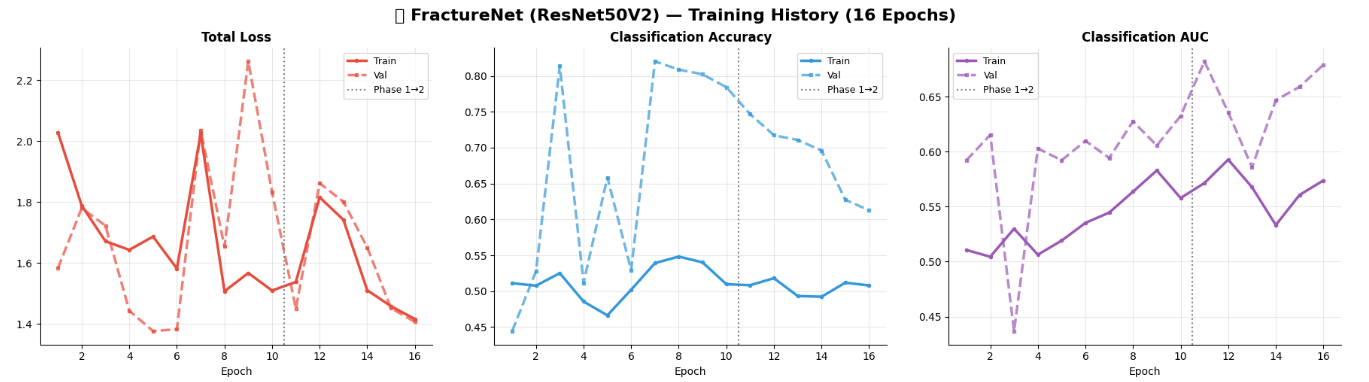 FractureNet (ResNet50V2) — Training History (16 Epochs)
Total Loss
Train
Val
Phase 1→2
2.2
2.0
1.8
1.6
1.4
2 4 6 8 10 12 14 16
Epoch
Classification Accuracy
Train
Val
Phase 1→2
0.80
0.75
0.70
0.65
0.60
0.55
0.50
0.45
2 4 6 8 10 12 14 16
Epoch
Classification AUC
Train
Val
Phase 1→2
0.65
0.60
0.55
0.50
0.45
2 4 6 8 10 12 14 16
Epoch